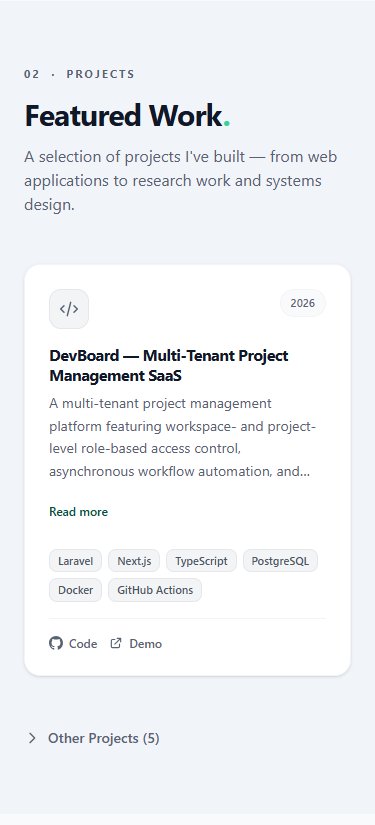 02 · PROJECTS
Featured Work.
A selection of projects I've built — from web
applications to research work and systems
design.
2026
DevBoard — Multi-Tenant Project
Management SaaS
A multi-tenant project management
platform featuring workspace- and project-
level role-based access control,
asynchronous workflow automation, and...
Read more
Laravel Next.js TypeScript PostgreSQL
Docker GitHub Actions
Code Demo
Other Projects (5)